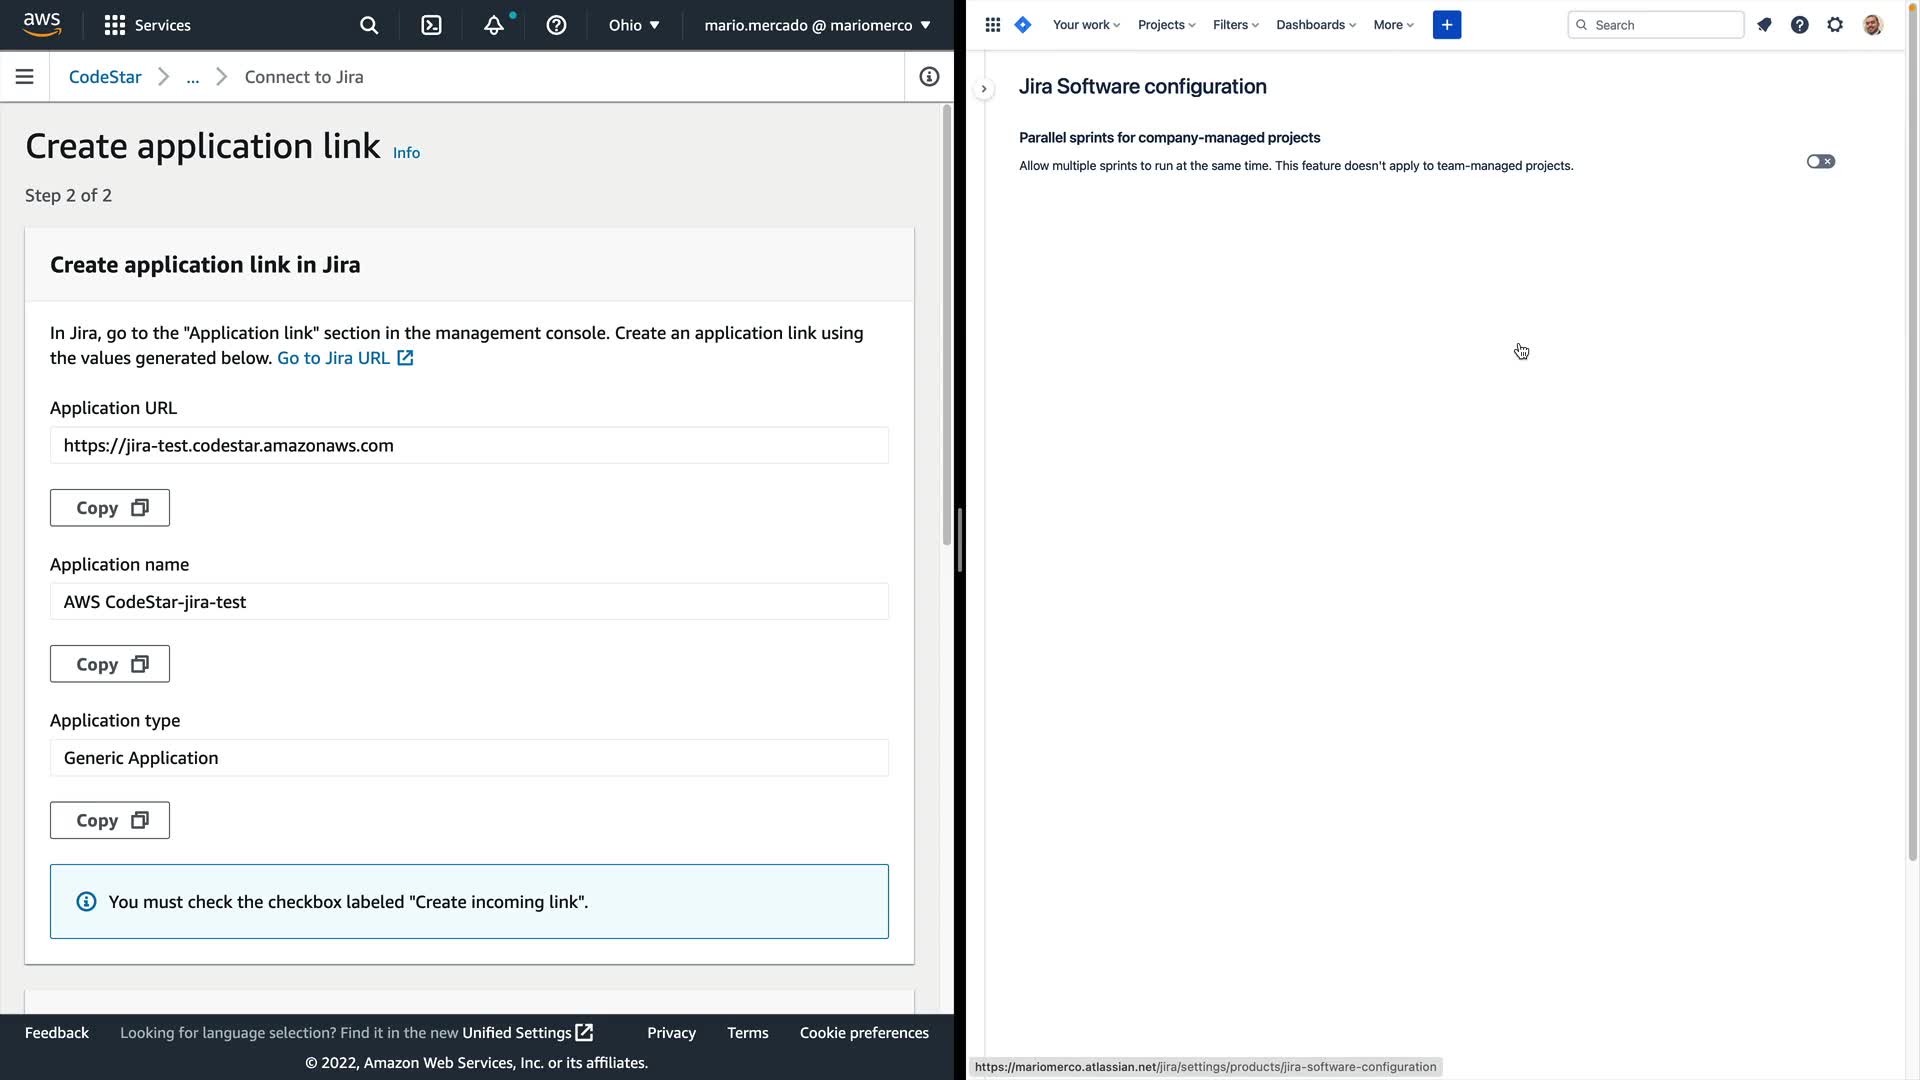 aws
Services
Ohio
mario.mercado @ mariomerco
CodeStar
...
Connect to Jira
Create application link Info
Step 2 of 2
Create application link in Jira
In Jira, go to the "Application link" section in the management console. Create an application link using
the values generated below. Go to Jira URL
Application URL
https://jira-test.codestar.amazonaws.com
Copy
Application name
AWS CodeStar-jira-test
Copy
Application type
Generic Application
Copy
You must check the checkbox labeled "Create incoming link".
Feedback
Looking for language selection? Find it in the new Unified Settings
Privacy
Terms
Cookie preferences
© 2022, Amazon Web Services, Inc. or its affiliates.
Your work
Projects
Filters
Dashboards
More
Search
Jira Software configuration
Parallel sprints for company-managed projects
Allow multiple sprints to run at the same time. This feature doesn't apply to team-managed projects.
https://mariomerco.atlassian.net/jira/settings/products/jira-software-configuration